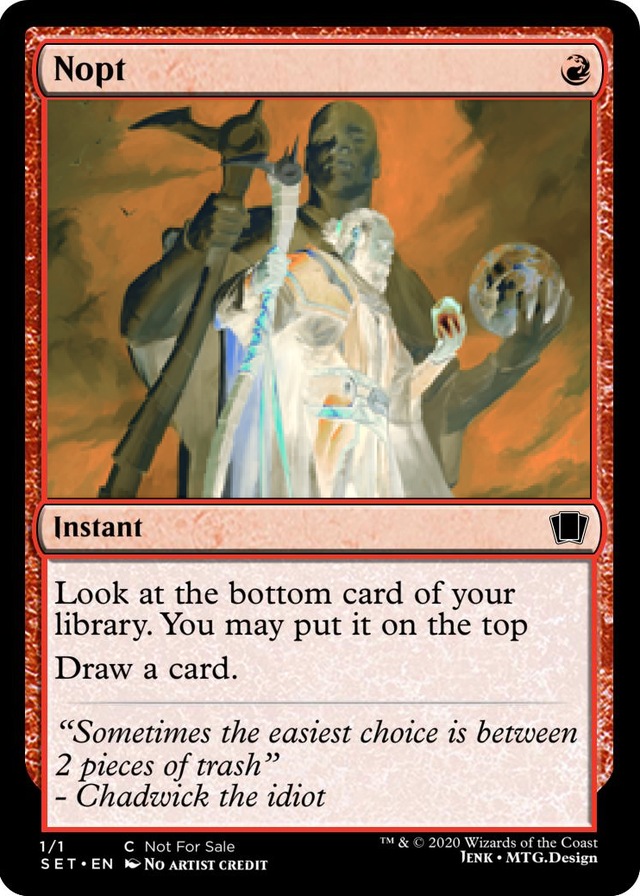 Nopt
Instant
Look at the bottom card of your
library. You may put it on the top
Draw a card.
“Sometimes the easiest choice is between
2 pieces of trash”
- Chadwick the idiot
1/1 C Not For Sale
SET • EN No artist credit
™ & © 2020 Wizards of the Coast
Jenk • MTG.Design